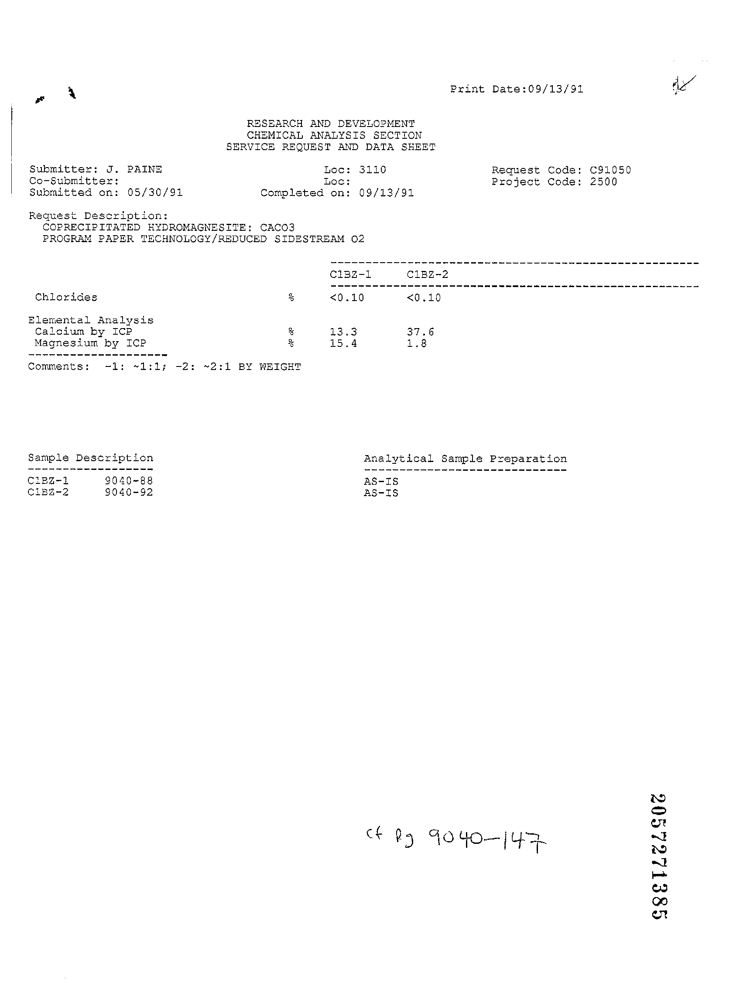 Print Date:09/13/91
RESEARCH AND DEVELOPMENT
CHEMICAL ANALYSIS SECTION
SERVICE REQUEST AND DATA SHEET
Submitter: J. PAINE Loc: 3110 Request Code: C91050
Co-Submitter: Loc: Project Code: 2500
Submitted on: 05/30/91 Completed on: 09/13/91
Request Description:
COPRECIPITATED HYDROMAGNESITE: CACO3
PROGRAM PAPER TECHNOLOGY/REDUCED SIDESTREAM O2
C1BZ-1 C1BZ-2
Chlorides % <0.10 <0.10
Elemental Analysis
Calcium by ICP % 13.3 37.6
Magnesium by ICP % 15.4 1.8
Comments: -1: ~1:1; -2: ~2:1 BY WEIGHT
Sample Description Analytical Sample Preparation
C1BZ-1 9040-88 AS-IS
C1BZ-2 9040-92 AS-IS
cf pg 9040-147
2057271385